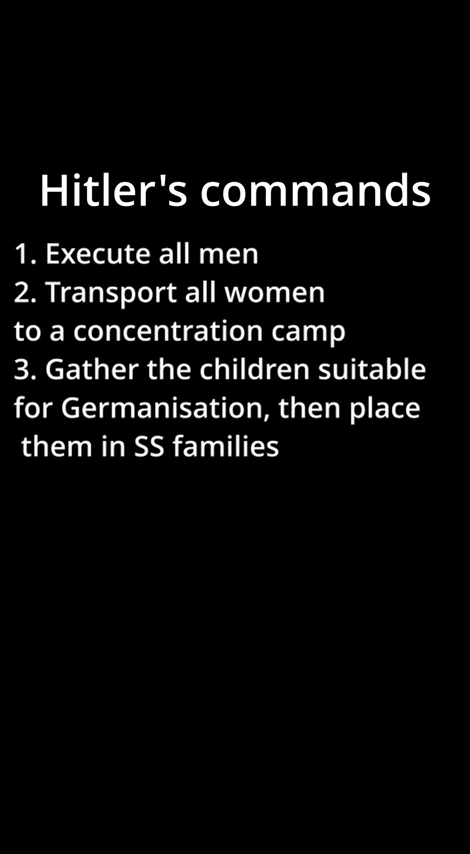 Hitler's commands
1. Execute all men
2. Transport all women
to a concentration camp
3. Gather the children suitable
for Germanisation, then place
them in SS families